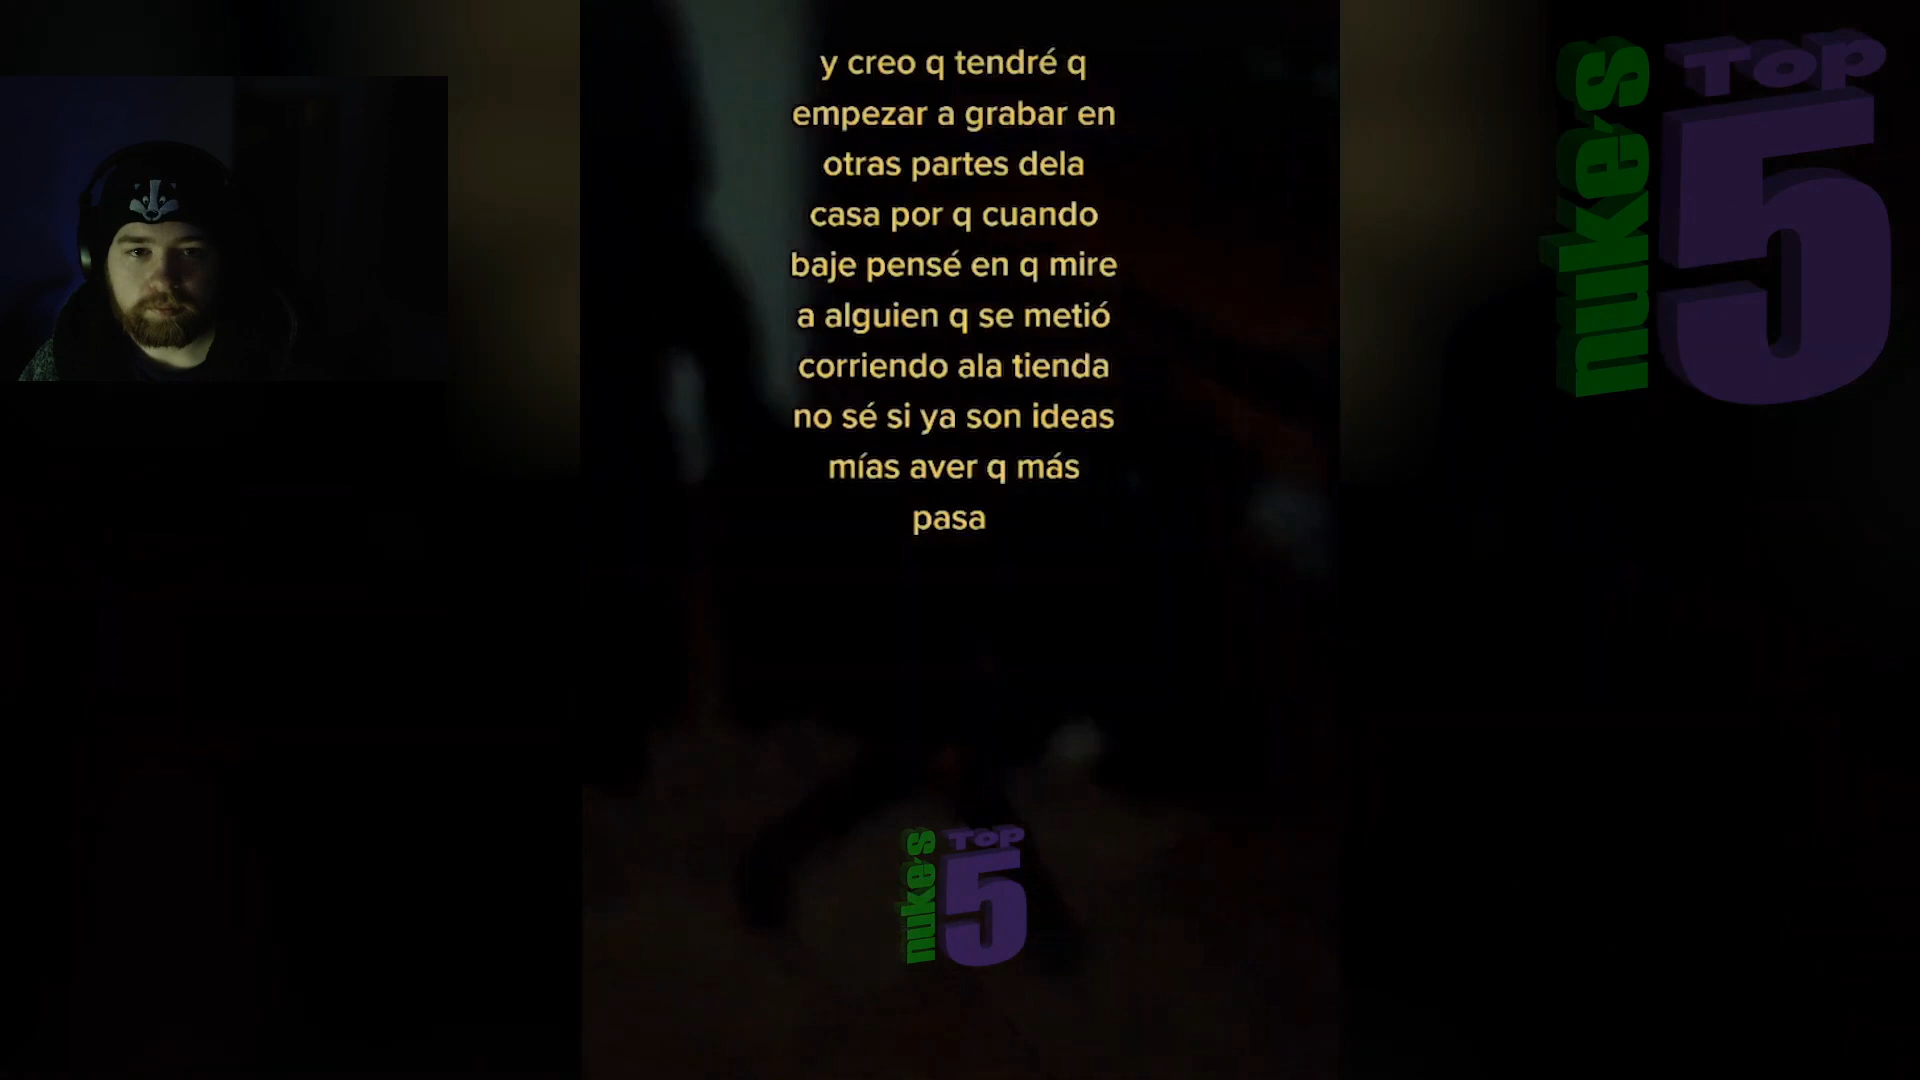 y creo q tendré q
empezar a grabar en
otras partes dela
casa por q cuando
baje pensé en q mire
a alguien q se metió
corriendo ala tienda
no sé si ya son ideas
mías aver q más
pasa
nuke's Top 5
nuke's Top 5